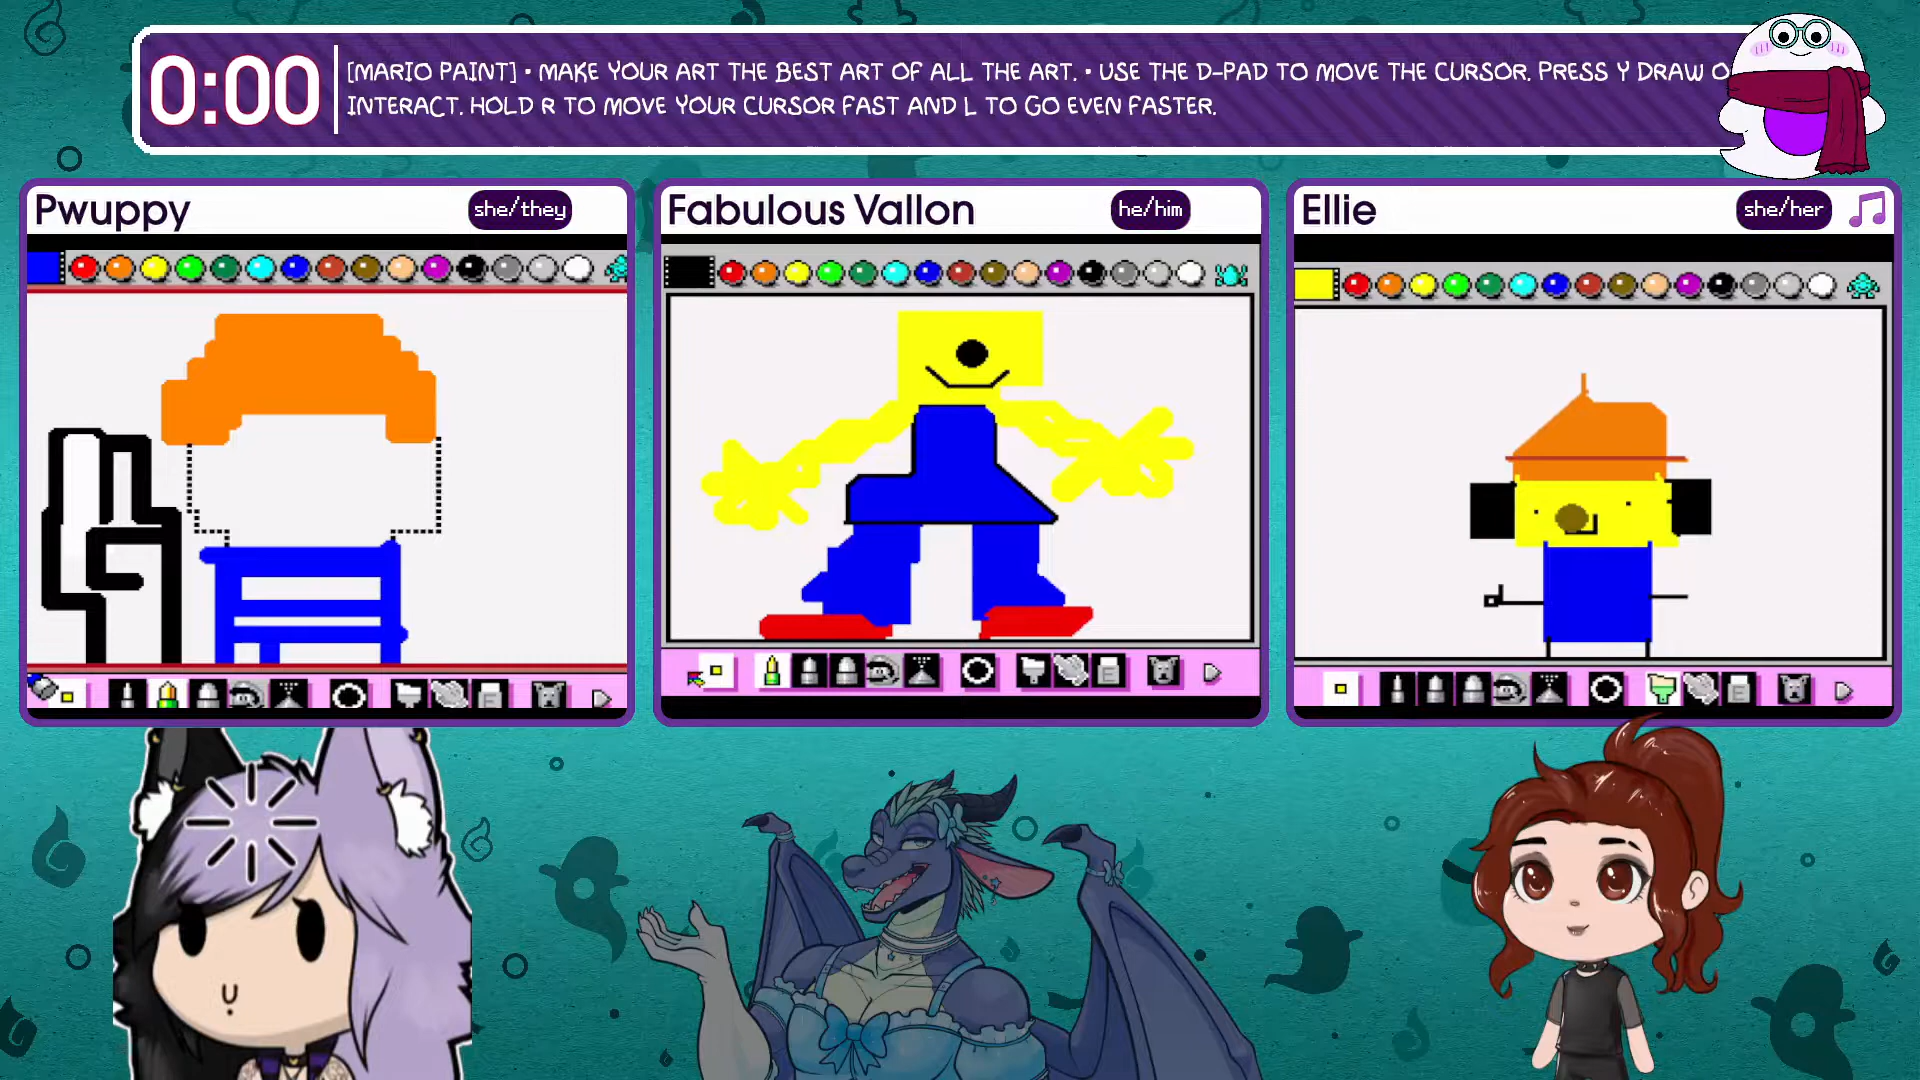 0:00
[MARIO PAINT] • MAKE YOUR ART THE BEST ART OF ALL THE ART. • USE THE D-PAD TO MOVE THE CURSOR. PRESS Y DRAW
INTERACT. HOLD R TO MOVE YOUR CURSOR FAST AND L TO GO EVEN FASTER.
Pwuppy she/they
Fabulous Vallon he/him
Ellie she/her